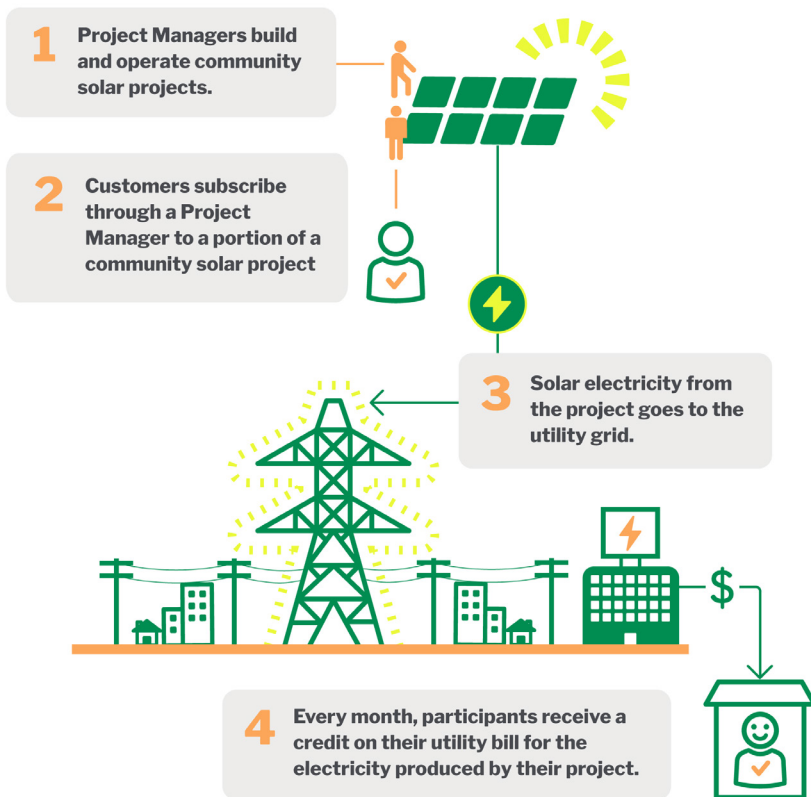 1
Project Managers build
and operate community
solar projects.
2
Customers subscribe
through a Project
Manager to a portion of a
community solar project
3
Solar electricity from
the project goes to the
utility grid.
$
4
Every month, participants receive a
credit on their utility bill for the
electricity produced by their project.